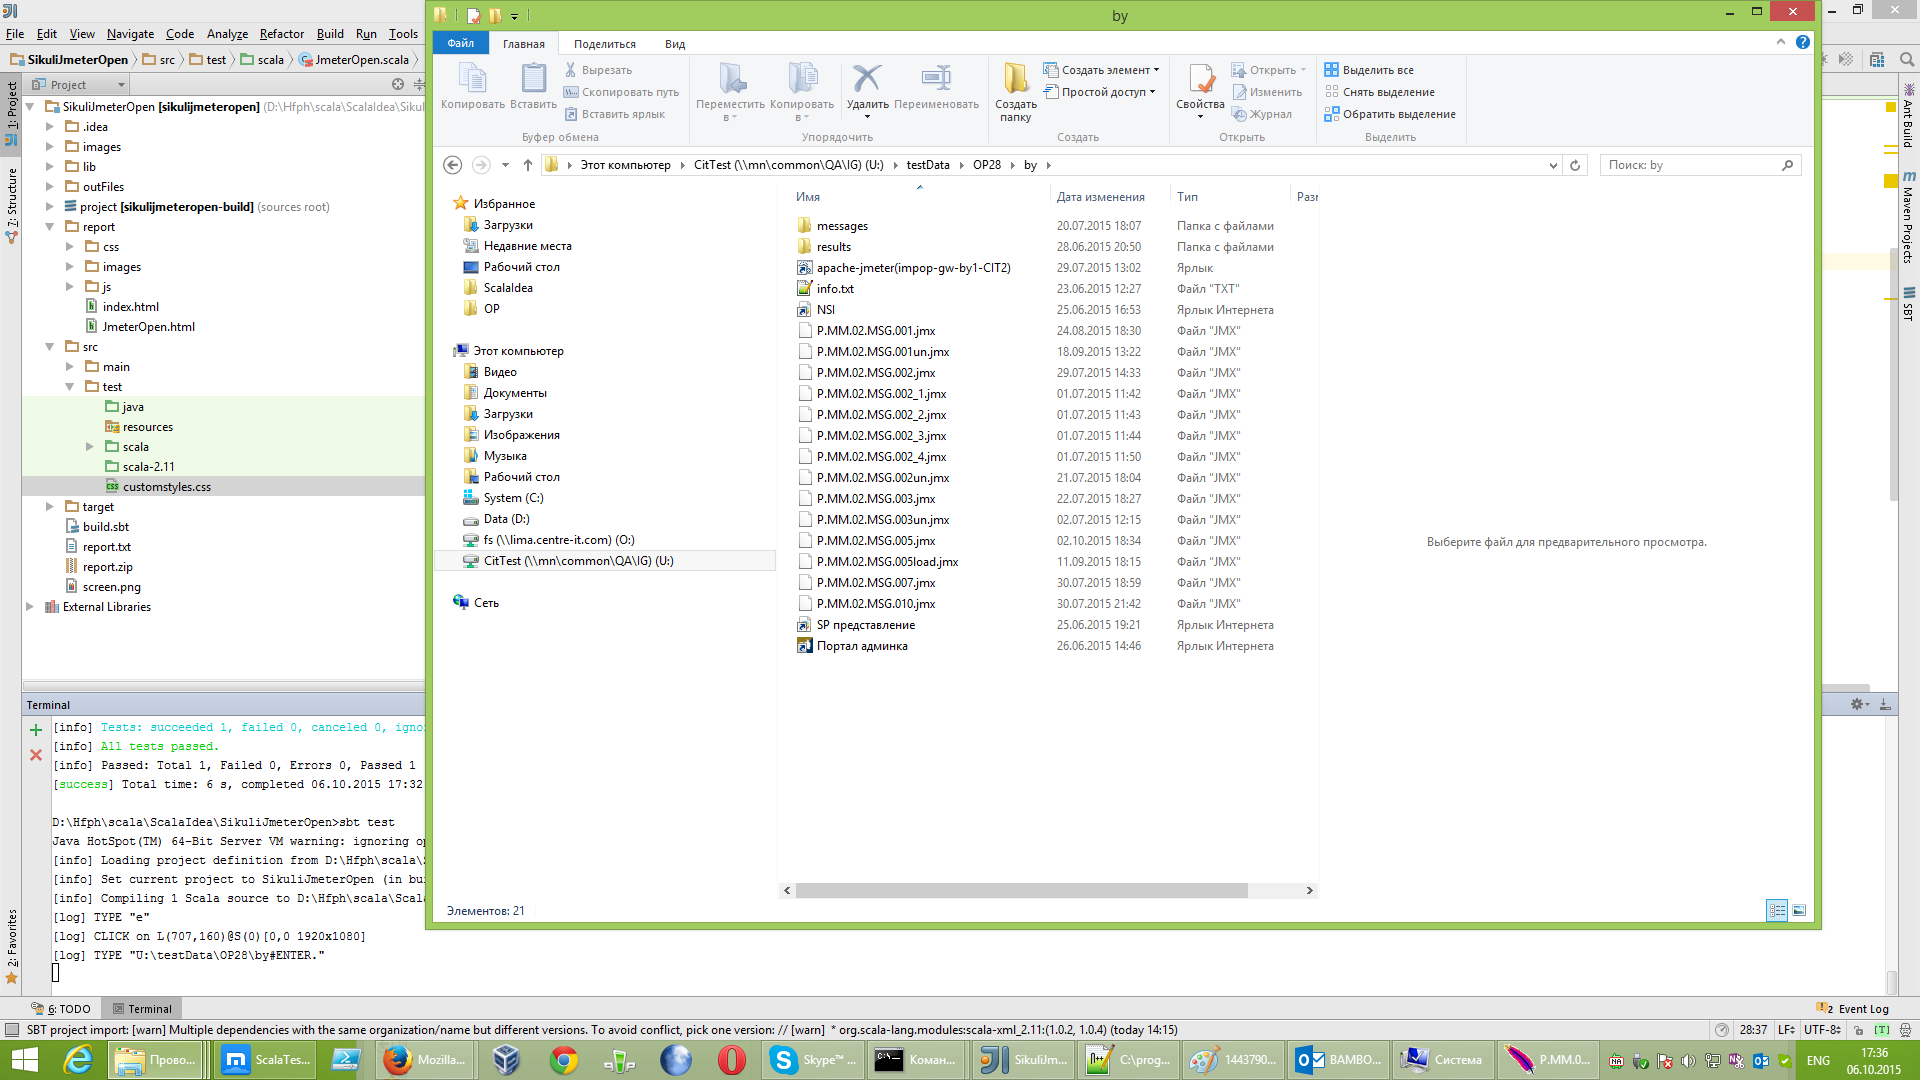 by
File Edit View Navigate Code Analyze Refactor Build Run Tools
SikuliJmeterOpen src test scala JmeterOpen.scala
Project
SikuliJmeterOpen [sikulijmeteropen] (D:\Hfph\scala\ScalaIdea\Sikul
.idea
images
lib
outFiles
project [sikulijmeteropen-build] (sources root)
report
css
images
js
index.html
JmeterOpen.html
src
main
test
java
resources
scala
scala-2.11
customstyles.css
target
build.sbt
report.txt
report.zip
screen.png
External Libraries
1: Project
7: Structure
2: Favorites
Файл Главная Поделиться Вид
Копировать Вставить
Вырезать
Скопировать путь
Вставить ярлык
Буфер обмена
Переместить в Копировать в Удалить Переименовать
Упорядочить
Создать папку
Создать элемент
Простой доступ
Создать
Свойства
Открыть
Изменить
Журнал
Открыть
Выделить все
Снять выделение
Обратить выделение
Выделить
Этот компьютер CitTest (\\mn\common\QA\IG) (U:) testData OP28 by
Поиск: by
Избранное
Загрузки
Недавние места
Рабочий стол
ScalaIdea
OP
Этот компьютер
Видео
Документы
Загрузки
Изображения
Музыка
Рабочий стол
System (C:)
Data (D:)
fs (\\lima.centre-it.com) (O:)
CitTest (\\mn\common\QA\IG) (U:)
Сеть
Имя Дата изменения Тип Разм
messages 20.07.2015 18:07 Папка с файлами
results 28.06.2015 20:50 Папка с файлами
apache-jmeter(impop-gw-by1-CIT2) 29.07.2015 13:02 Ярлык
info.txt 23.06.2015 12:27 Файл "TXT"
NSI 25.06.2015 16:53 Ярлык Интернета
P.MM.02.MSG.001.jmx 24.08.2015 18:30 Файл "JMX"
P.MM.02.MSG.001un.jmx 18.09.2015 13:22 Файл "JMX"
P.MM.02.MSG.002.jmx 29.07.2015 14:33 Файл "JMX"
P.MM.02.MSG.002_1.jmx 01.07.2015 11:42 Файл "JMX"
P.MM.02.MSG.002_2.jmx 01.07.2015 11:43 Файл "JMX"
P.MM.02.MSG.002_3.jmx 01.07.2015 11:44 Файл "JMX"
P.MM.02.MSG.002_4.jmx 01.07.2015 11:50 Файл "JMX"
P.MM.02.MSG.002un.jmx 21.07.2015 18:04 Файл "JMX"
P.MM.02.MSG.003.jmx 22.07.2015 18:27 Файл "JMX"
P.MM.02.MSG.003un.jmx 02.07.2015 12:15 Файл "JMX"
P.MM.02.MSG.005.jmx 02.10.2015 18:34 Файл "JMX"
P.MM.02.MSG.005load.jmx 11.09.2015 18:15 Файл "JMX"
P.MM.02.MSG.007.jmx 30.07.2015 18:59 Файл "JMX"
P.MM.02.MSG.010.jmx 30.07.2015 21:42 Файл "JMX"
SP представление 25.06.2015 19:21 Ярлык Интернета
Портал админка 26.06.2015 14:46 Ярлык Интернета
Выберите файл для предварительного просмотра.
Элементов: 21
Ant Build
Maven Projects
SBT
Terminal
[info] Tests: succeeded 1, failed 0, canceled 0, igno
[info] All tests passed.
[info] Passed: Total 1, Failed 0, Errors 0, Passed 1
[success] Total time: 6 s, completed 06.10.2015 17:32
D:\Hfph\scala\ScalaIdea\SikuliJmeterOpen>sbt test
Java HotSpot(TM) 64-Bit Server VM warning: ignoring op
[info] Loading project definition from D:\Hfph\scala\S
[info] Set current project to SikuliJmeterOpen (in bui
[info] Compiling 1 Scala source to D:\Hfph\scala\Scala
[log] TYPE "e"
[log] CLICK on L(707,160)@S(0)[0,0 1920x1080]
[log] TYPE "U:\testData\OP28\by#ENTER."
6: TODO Terminal
2 Event Log
SBT project import: [warn] Multiple dependencies with the same organization/name but different versions. To avoid conflict, pick one version: // [warn] * org.scala-lang.modules:scala-xml_2.11:(1.0.2, 1.0.4) (today 14:15)
28:37 LF UTF-8 [T]
Прово... ScalaTes... Mozilla... Skype™ ... Коман... SikuliJm... C:\prog... 1443790... BAMBO... Система P.MM.0...
ENG
17:36
06.10.2015